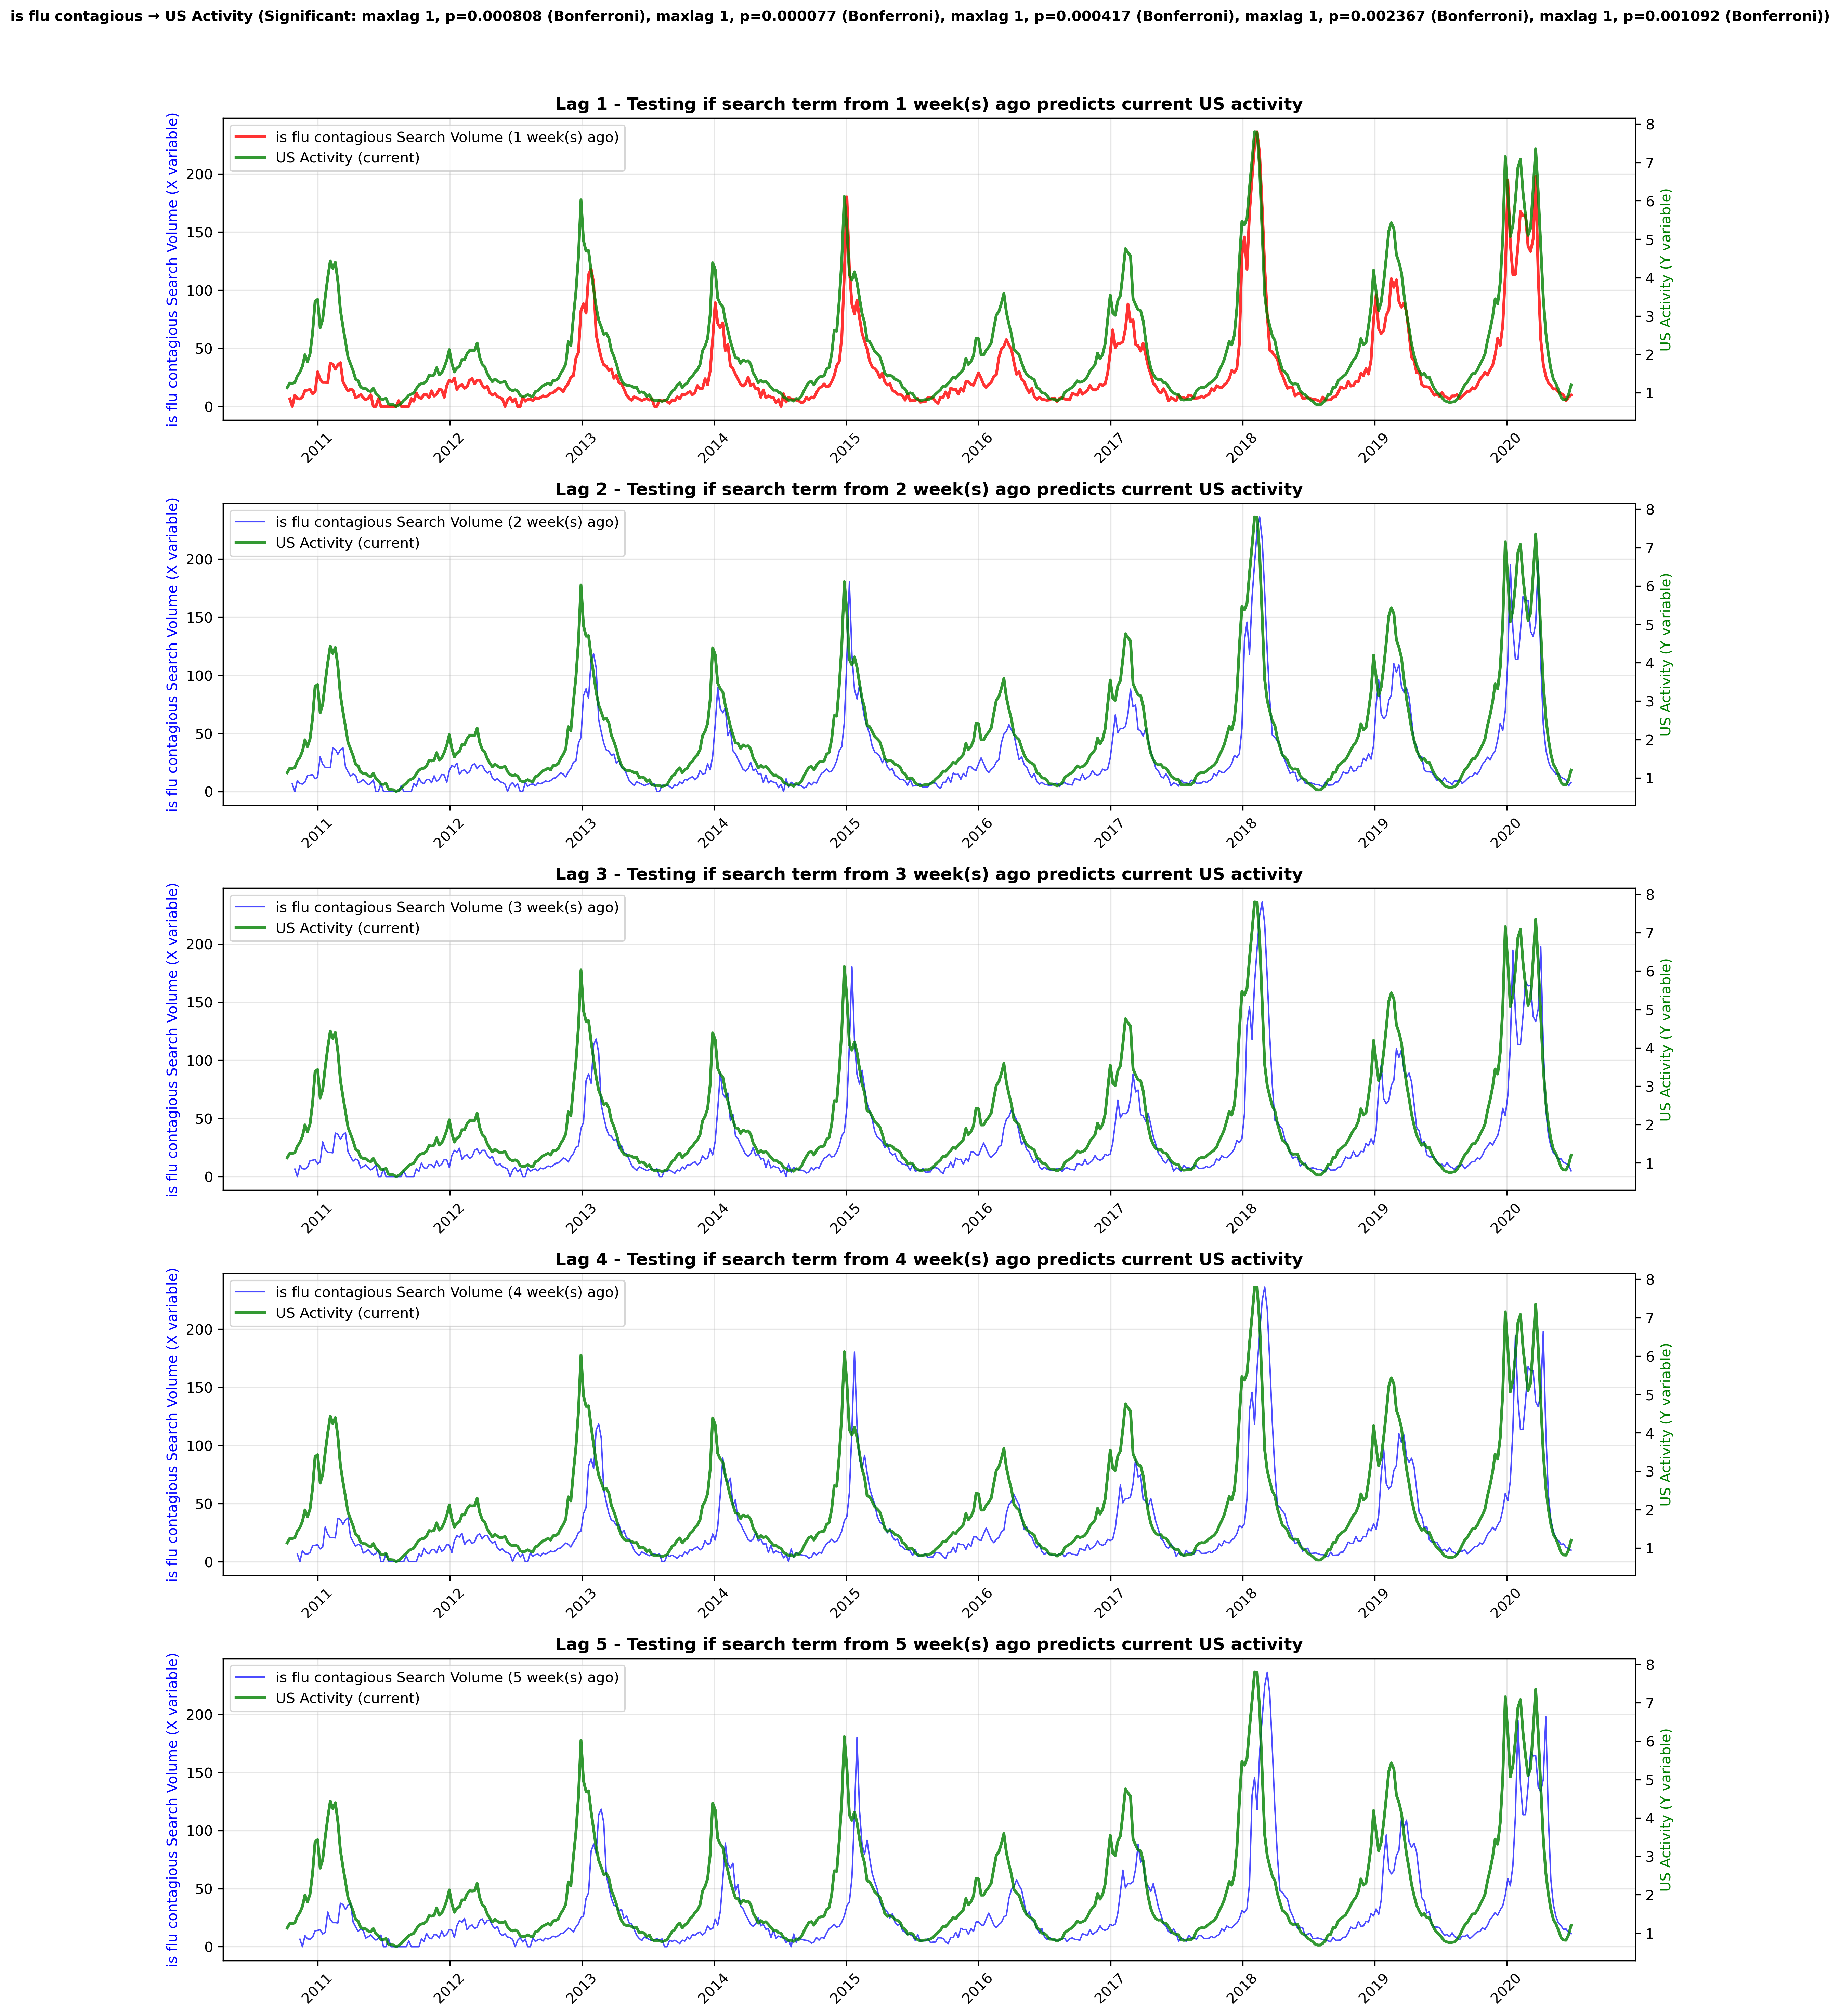 is flu contagious → US Activity (Significant: maxlag 1, p=0.000808 (Bonferroni), maxlag 1, p=0.000077 (Bonferroni), maxlag 1, p=0.000417 (Bonferroni), maxlag 1, p=0.002367 (Bonferroni), maxlag 1, p=0.001092 (Bonferroni))
Lag 1 - Testing if search term from 1 week(s) ago predicts current US activity
is flu contagious Search Volume (X variable)
200
150
100
50
0
is flu contagious Search Volume (1 week(s) ago)
US Activity (current)
8
7
6
5
4
3
2
1
US Activity (Y variable)
2011 2012 2013 2014 2015 2016 2017 2018 2019 2020
Lag 2 - Testing if search term from 2 week(s) ago predicts current US activity
is flu contagious Search Volume (X variable)
200
150
100
50
0
is flu contagious Search Volume (2 week(s) ago)
US Activity (current)
8
7
6
5
4
3
2
1
US Activity (Y variable)
2011 2012 2013 2014 2015 2016 2017 2018 2019 2020
Lag 3 - Testing if search term from 3 week(s) ago predicts current US activity
is flu contagious Search Volume (X variable)
200
150
100
50
0
is flu contagious Search Volume (3 week(s) ago)
US Activity (current)
8
7
6
5
4
3
2
1
US Activity (Y variable)
2011 2012 2013 2014 2015 2016 2017 2018 2019 2020
Lag 4 - Testing if search term from 4 week(s) ago predicts current US activity
is flu contagious Search Volume (X variable)
200
150
100
50
0
is flu contagious Search Volume (4 week(s) ago)
US Activity (current)
8
7
6
5
4
3
2
1
US Activity (Y variable)
2011 2012 2013 2014 2015 2016 2017 2018 2019 2020
Lag 5 - Testing if search term from 5 week(s) ago predicts current US activity
is flu contagious Search Volume (X variable)
200
150
100
50
0
is flu contagious Search Volume (5 week(s) ago)
US Activity (current)
8
7
6
5
4
3
2
1
US Activity (Y variable)
2011 2012 2013 2014 2015 2016 2017 2018 2019 2020